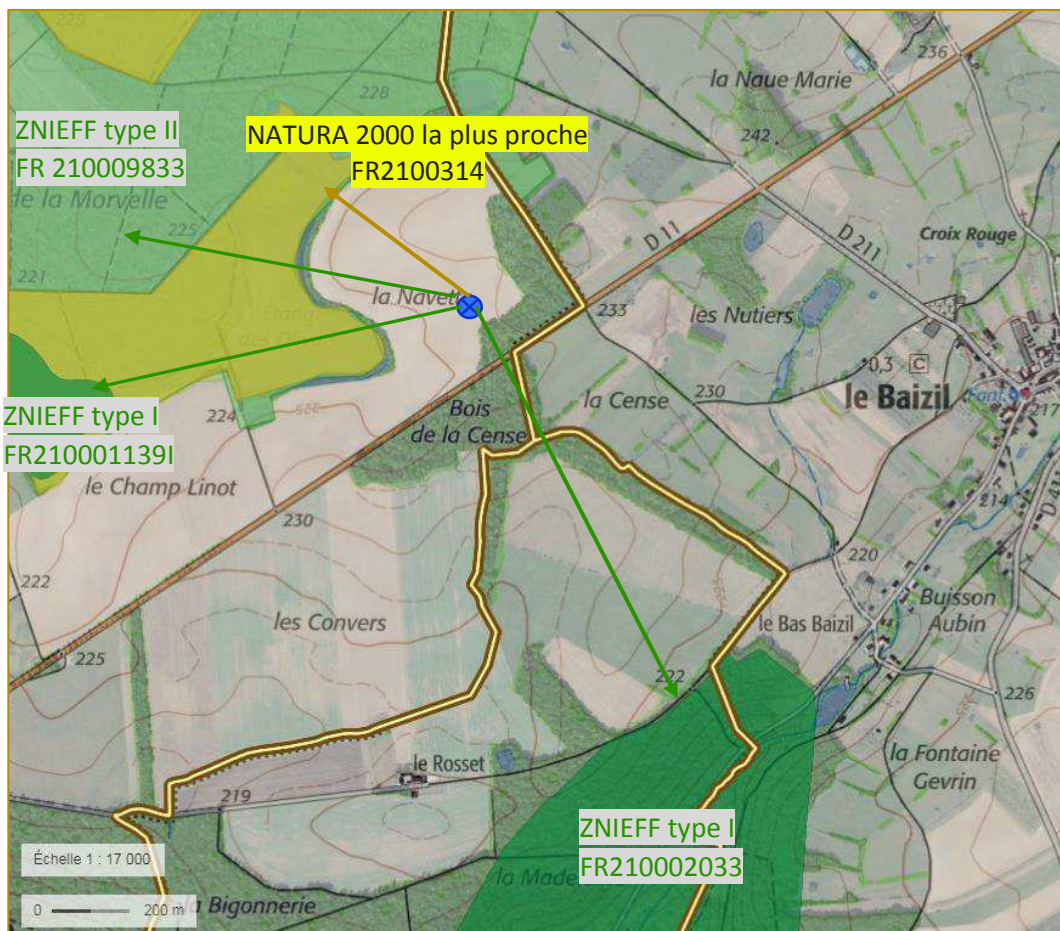 223
236
la Naue Marie
228
242
ZNIEFF type II
FR 210009833
NATURA 2000 la plus proche
FR2100314
de la Morvelle
225
D 11
D 211
Croix Rouge
221
la Navett
233
les Nutiers
0,3 C
le Baizil
Font.
217
224
la Cense
230
Bois
de la Cense
ZNIEFF type I
FR210001139I
le Champ Linot
230
214
220
222
les Convers
le Bas Baizil
Buisson
Aubin
225
222
226
la Fontaine
Gevrin
le Rosset
219
ZNIEFF type I
FR210002033
Échelle 1 : 17 000
la Made
0 200 m
la Bigonnerie